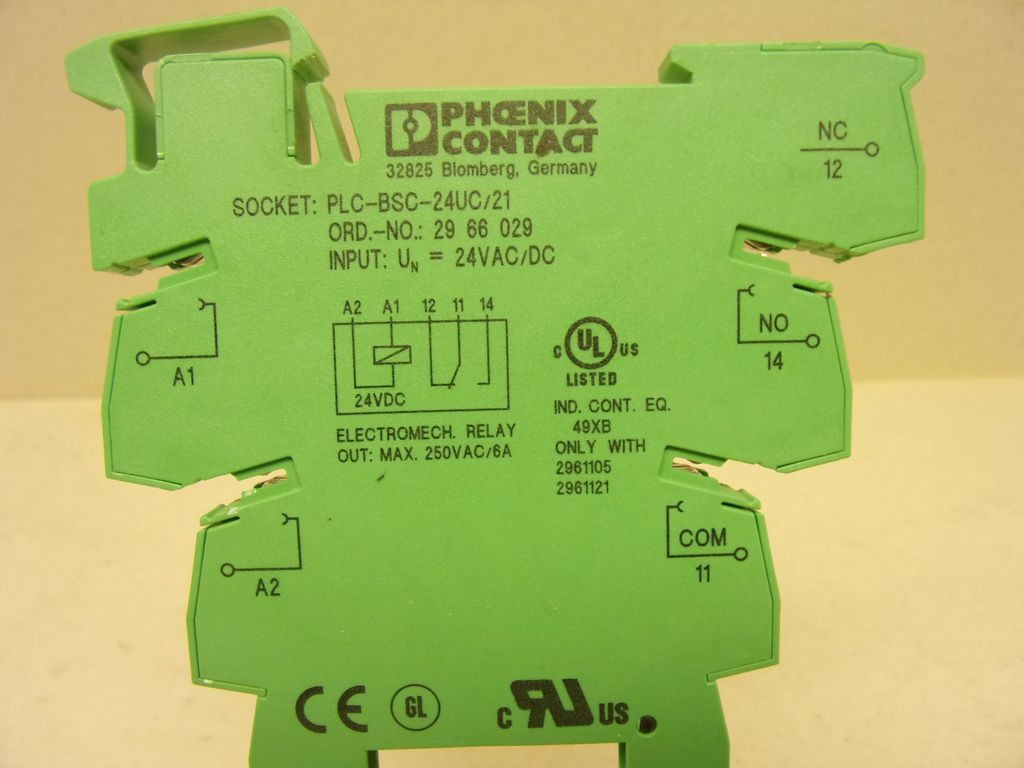 PHŒNIX
CONTACT
32825 Blomberg, Germany
NC
12
SOCKET: PLC-BSC-24UC/21
ORD.-NO.: 29 66 029
INPUT: UN = 24VAC/DC
A2 A1 12 11 14
24VDC
ELECTROMECH. RELAY
OUT: MAX. 250VAC/6A
C UL US
LISTED
IND. CONT. EQ.
49XB
ONLY WITH
2961105
2961121
A1
NO
14
A2
COM
11
CE
GL
C RU US